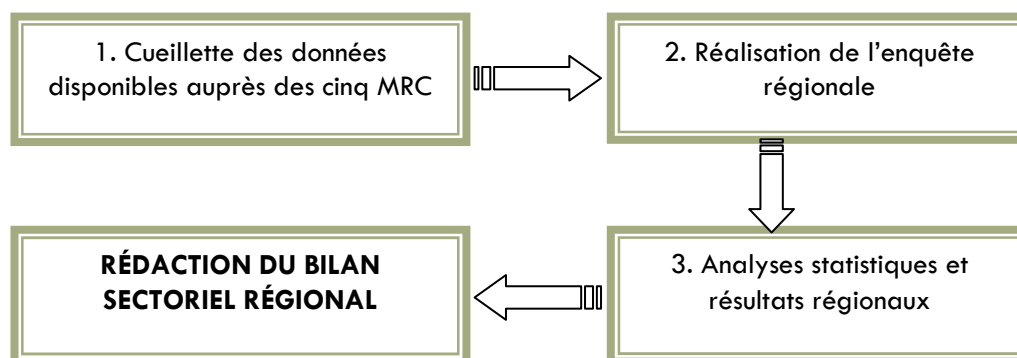 1. Cueillette des données
disponibles auprès des cinq MRC
2. Réalisation de l’enquête
régionale
3. Analyses statistiques et
résultats régionaux
RÉDACTION DU BILAN
SECTORIEL RÉGIONAL